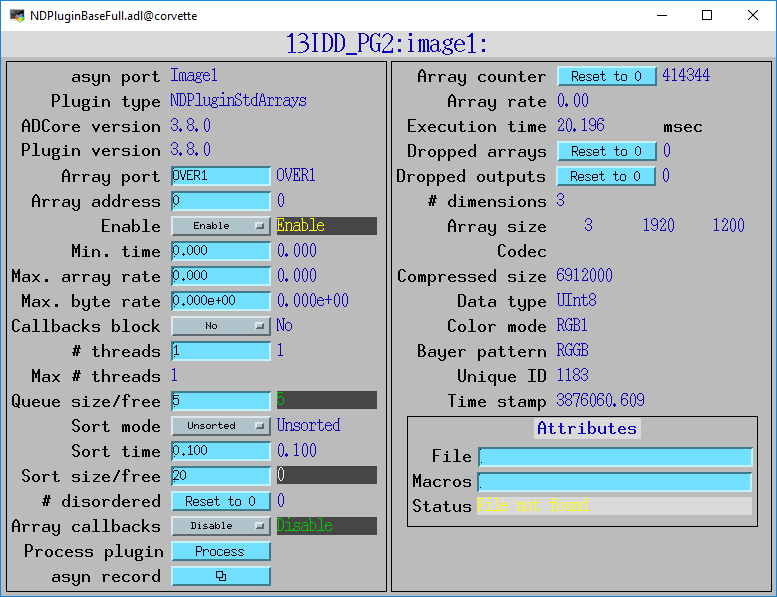 NDPluginBaseFull.adl@corvette
13IDD_PG2:image1:
asyn port Image1
Plugin type NDPluginStdArrays
ADCore version 3.8.0
Plugin version 3.8.0
Array port OVER1 OVER1
Array address 0 0
Enable Enable Enable
Min. time 0.000 0.000
Max. array rate 0.000 0.000
Max. byte rate 0.000e+00 0.000e+00
Callbacks block No No
# threads 1 1
Max # threads 1
Queue size/free 5 5
Sort mode Unsorted Unsorted
Sort time 0.100 0.100
Sort size/free 20 0
# disordered Reset to 0 0
Array callbacks Disable Disable
Process plugin Process
asyn record
Array counter Reset to 0 414344
Array rate 0.00
Execution time 20.196 msec
Dropped arrays Reset to 0 0
Dropped outputs Reset to 0 0
# dimensions 3
Array size 3 1920 1200
Codec
Compressed size 6912000
Data type UInt8
Color mode RGB1
Bayer pattern RGGB
Unique ID 1183
Time stamp 3876060.609
Attributes
File
Macros
Status File not found